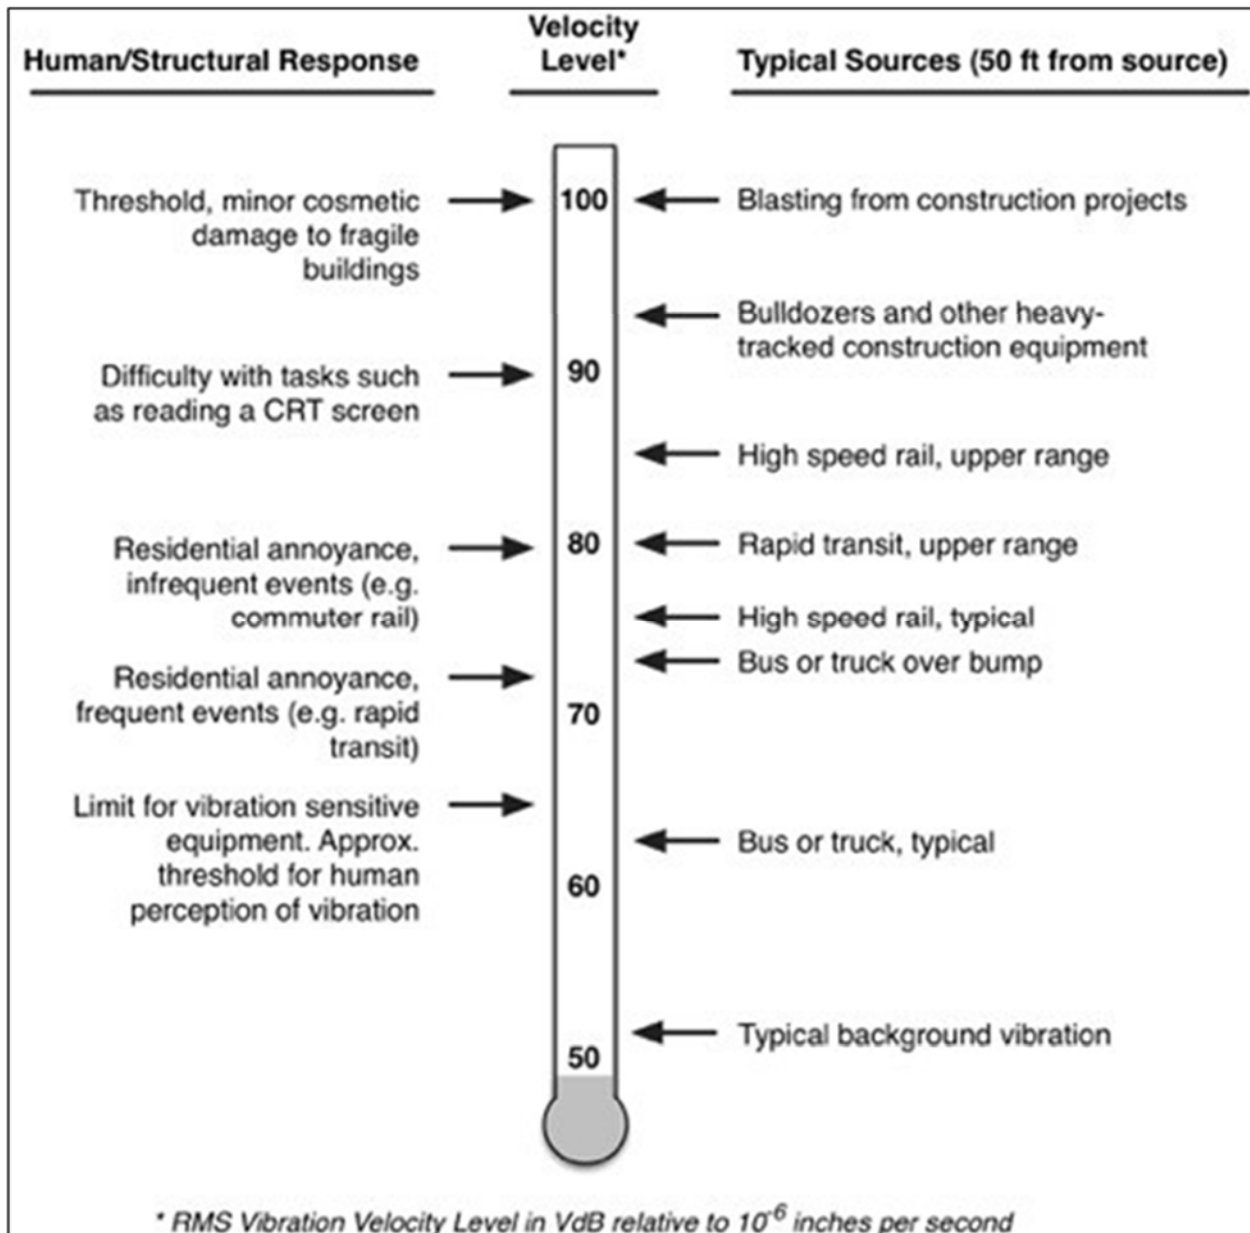 Human/Structural Response
Velocity
Level*
Typical Sources (50 ft from source)
Threshold, minor cosmetic
damage to fragile
buildings
Difficulty with tasks such
as reading a CRT screen
Residential annoyance,
infrequent events (e.g.
commuter rail)
Residential annoyance,
frequent events (e.g. rapid
transit)
Limit for vibration sensitive
equipment. Approx.
threshold for human
perception of vibration
100
90
80
70
60
50
Blasting from construction projects
Bulldozers and other heavy-
tracked construction equipment
High speed rail, upper range
Rapid transit, upper range
High speed rail, typical
Bus or truck over bump
Bus or truck, typical
Typical background vibration
* RMS Vibration Velocity Level in VdB relative to 10⁻⁶ inches per second